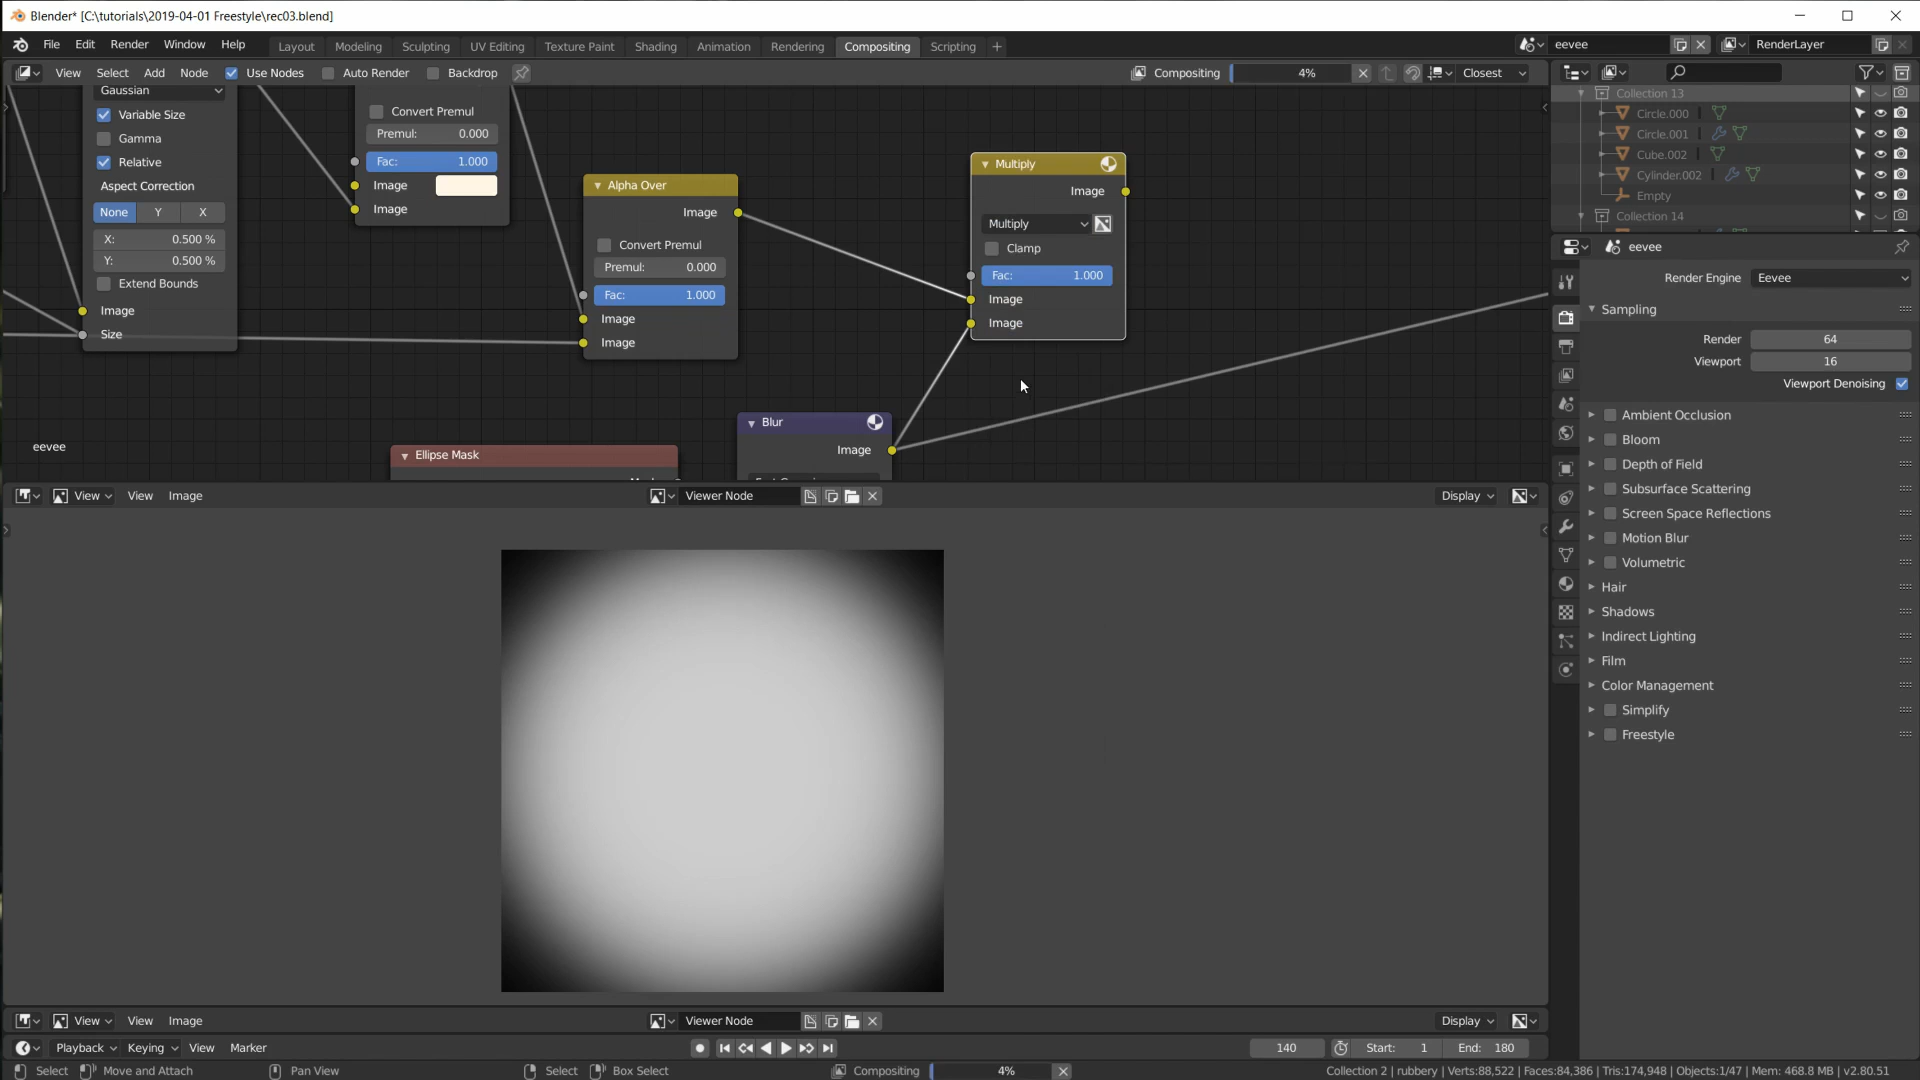 Blender* [C:\tutorials\2019-04-01 Freestyle\rec03.blend]
File Edit Render Window Help Layout Modeling Sculpting UV Editing Texture Paint Shading Animation Rendering Compositing Scripting + eevee RenderLayer
View Select Add Node Use Nodes Auto Render Backdrop Compositing 4% Closest
Gaussian
Variable Size
Gamma
Relative
Aspect Correction
None Y X
X: 0.500 %
Y: 0.500 %
Extend Bounds
Image
Size
Convert Premul
Premul: 0.000
Fac: 1.000
Image
Image
Alpha Over
Image
Convert Premul
Premul: 0.000
Fac: 1.000
Image
Image
Multiply
Image
Multiply
Clamp
Fac: 1.000
Image
Image
Blur
Image
Ellipse Mask
eevee
Collection 13
Circle.000
Circle.001
Cube.002
Cylinder.002
Empty
Collection 14
eevee
Render Engine Eevee
Sampling
Render 64
Viewport 16
Viewport Denoising
Ambient Occlusion
Bloom
Depth of Field
Subsurface Scattering
Screen Space Reflections
Motion Blur
Volumetric
Hair
Shadows
Indirect Lighting
Film
Color Management
Simplify
Freestyle
View View Image Viewer Node Display
View View Image Viewer Node Display
Playback Keying View Marker 140 Start: 1 End: 180
Select Move and Attach Pan View Select Box Select Compositing 4% Collection 2 | rubbery | Verts:88,522 | Faces:84,386 | Tris:174,948 | Objects:1/47 | Mem: 468.8 MB | v2.80.51